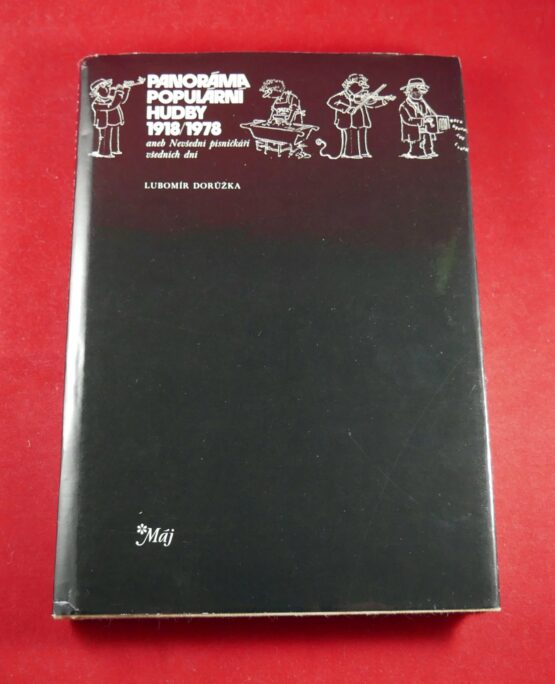 PANORÁMA
POPULÁRNÍ
HUDBY
1918/1978
aneb Nevšední písničkáři
všedních dní
LUBOMÍR DORŮŽKA
Máj